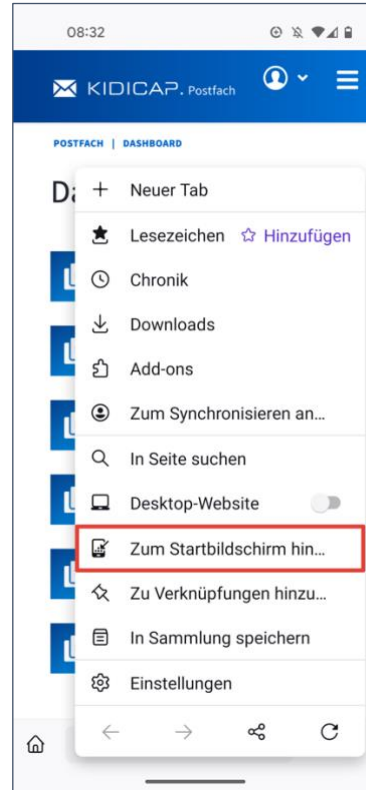 08:32
KIDICAP. Postfach
POSTFACH | DASHBOARD
Da
Neuer Tab
Lesezeichen Hinzufügen
Chronik
Downloads
Add-ons
Zum Synchronisieren an...
In Seite suchen
Desktop-Website
Zum Startbildschirm hin...
Zu Verknüpfungen hinzu...
In Sammlung speichern
Einstellungen